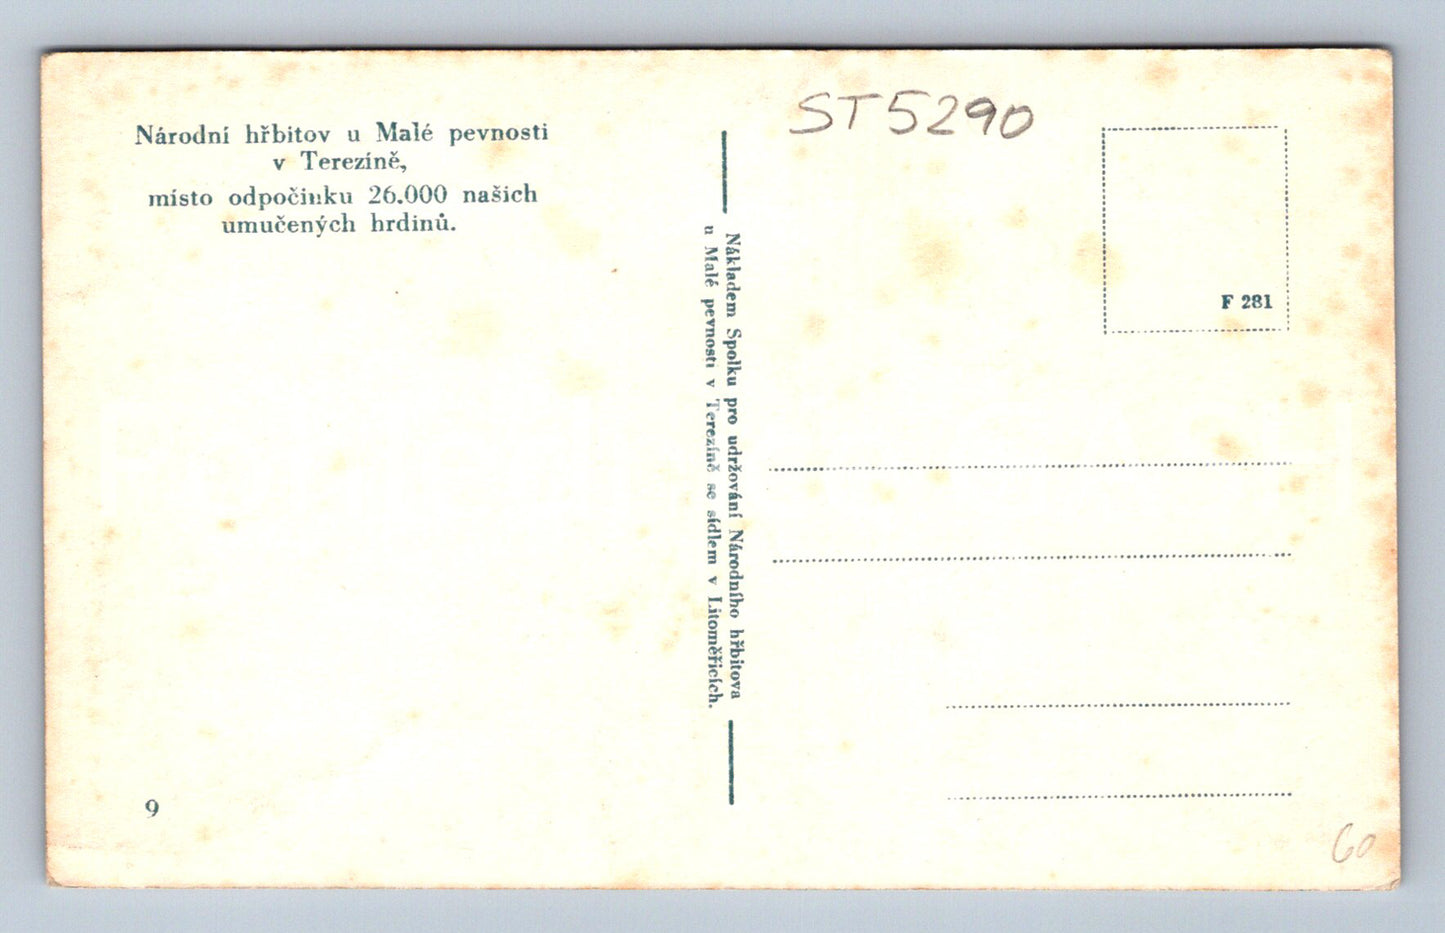 Národní hřbitov u Malé pevnosti
v Terezíně,
místo odpočinku 26.000 našich
umučených hrdinů.
9
Nákladem Spolku pro udržování Národního hřbitova
u Malé pevnosti v Terezíně se sídlem v Litoměřicích.
ST5290
F 281
60